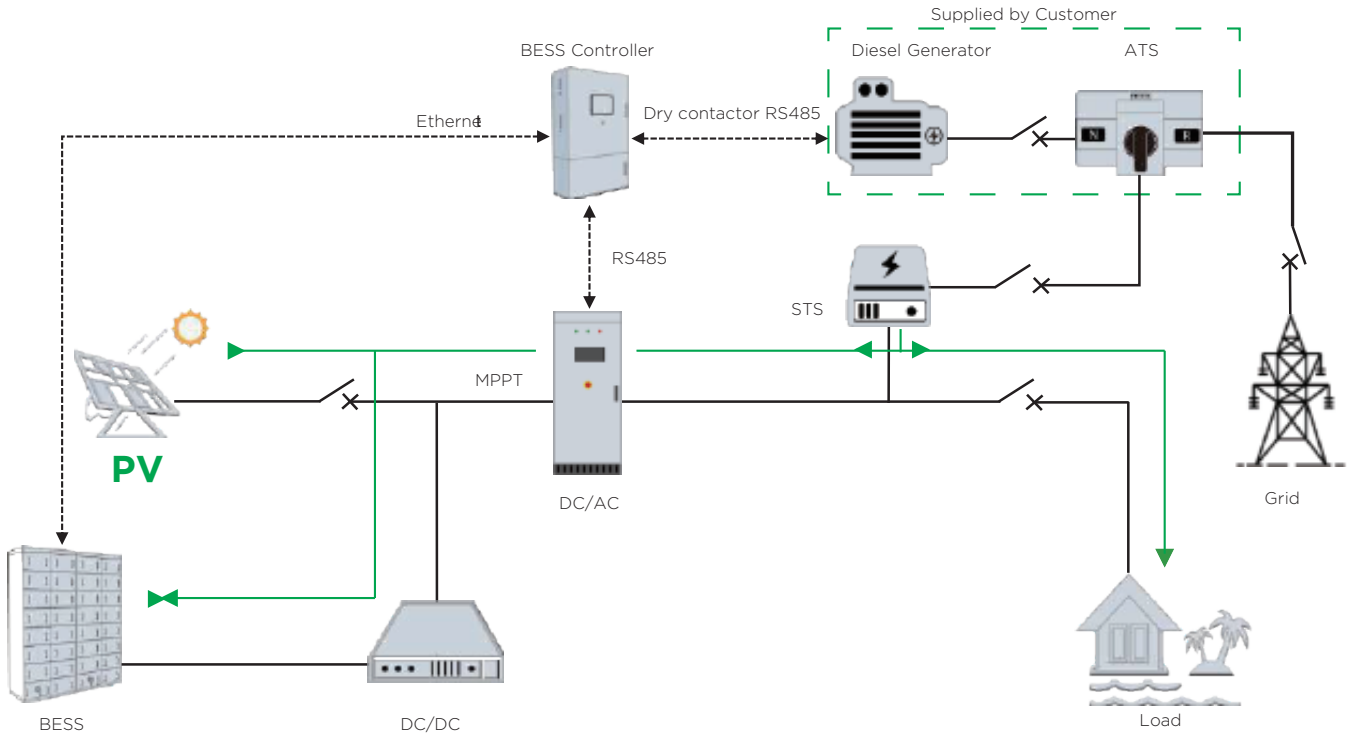 Supplied by Customer
BESS Controller
Diesel Generator
ATS
Ethernet
Dry contactor RS485
N
R
RS485
STS
MPPT
PV
DC/AC
Grid
BESS
DC/DC
Load